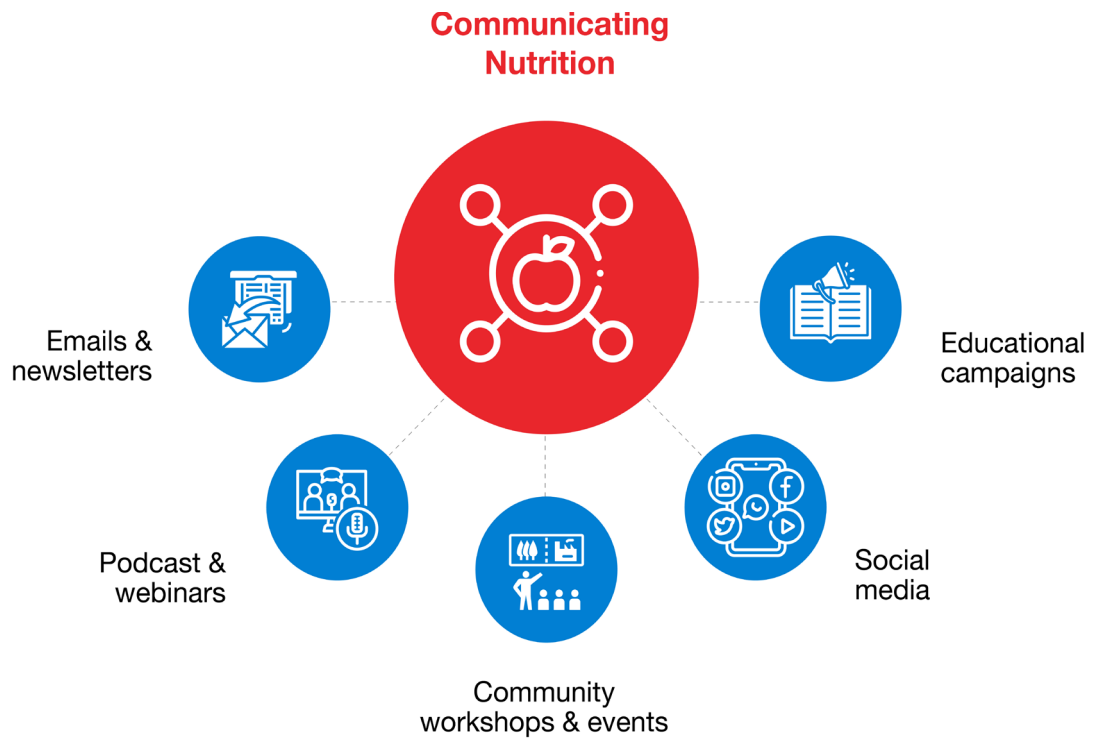 Communicating
Nutrition
Emails &
newsletters
Educational
campaigns
Podcast &
webinars
Social
media
Community
workshops & events